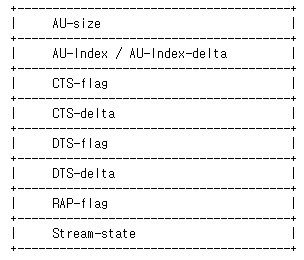 AU-size
AU-Index / AU-Index-delta
CTS-flag
CTS-delta
DTS-flag
DTS-delta
RAP-flag
Stream-state